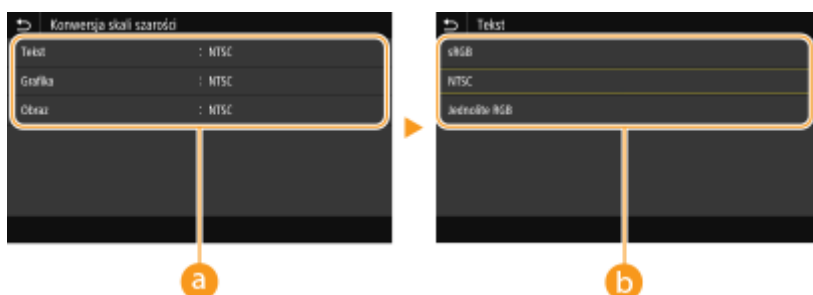 Konwersja skali szarości
Tekst : NTSC
Grafika : NTSC
Obraz : NTSC
a
Tekst
sRGB
NTSC
Jednolite RGB
b